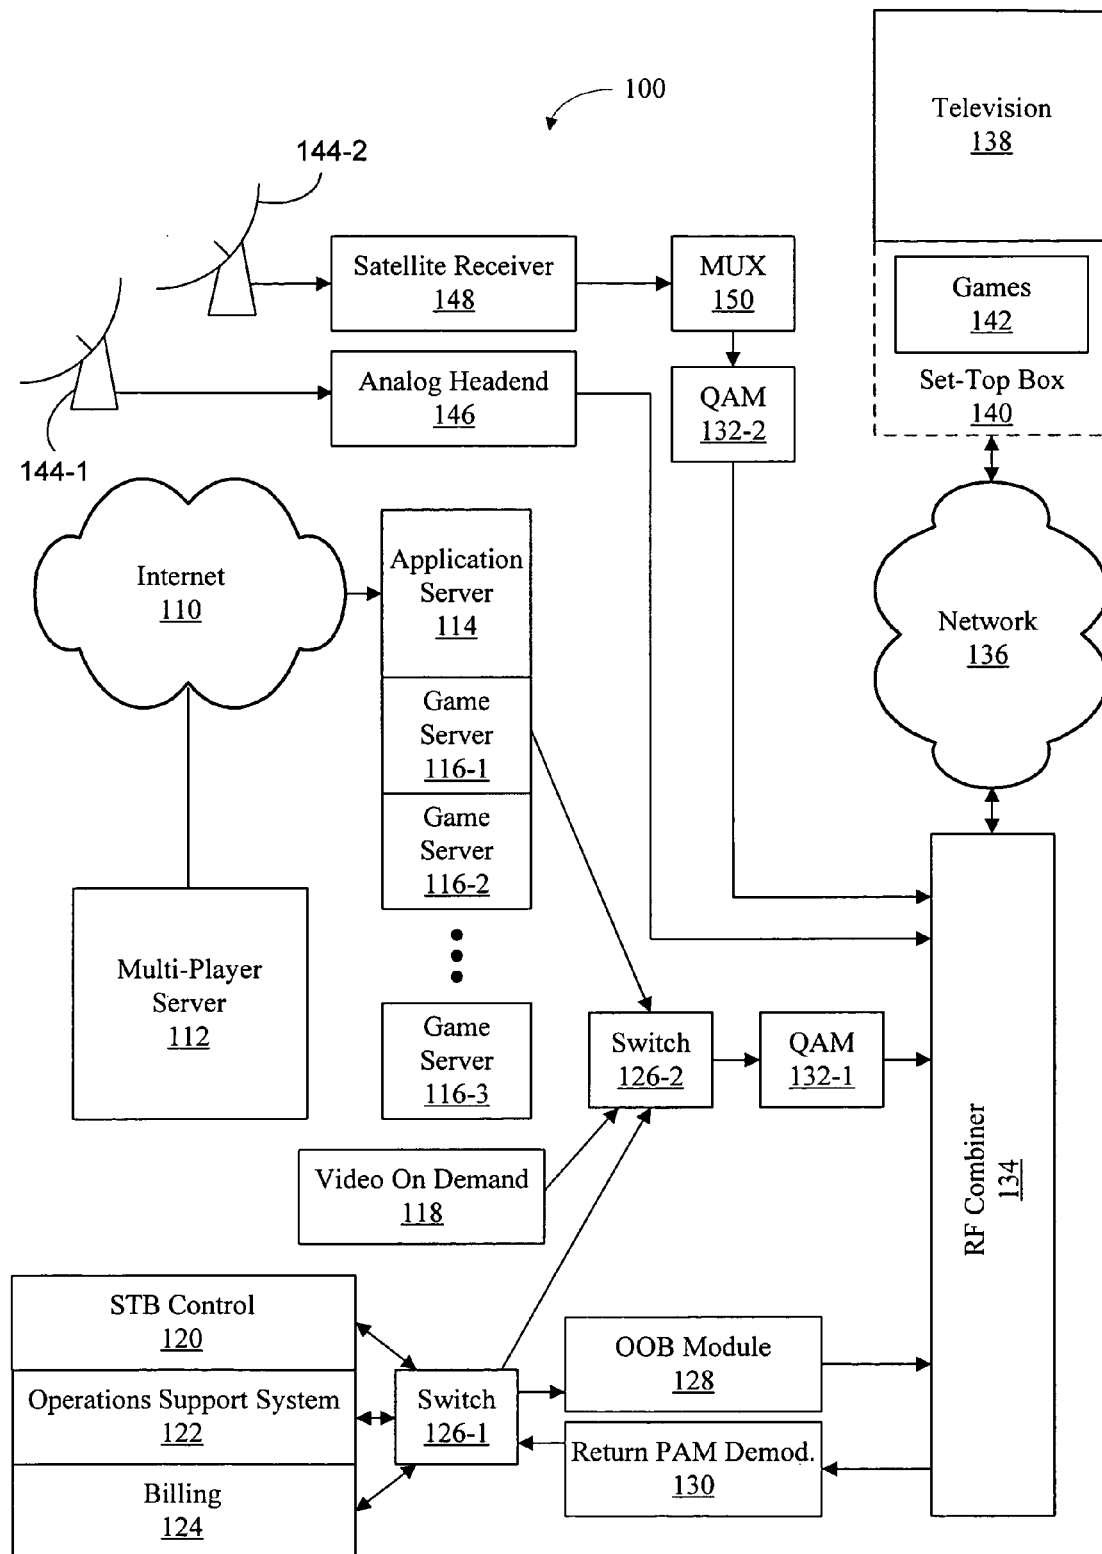 100
144-2
Television
138
Satellite Receiver
148
MUX
150
Games
142
Analog Headend
146
QAM
132-2
Set-Top Box
140
144-1
Internet
110
Application
Server
114
Network
136
Game
Server
116-1
Game
Server
116-2
Multi-Player
Server
112
Game
Server
116-3
Switch
126-2
QAM
132-1
RF Combiner
134
Video On Demand
118
STB Control
120
OOB Module
128
Operations Support System
122
Switch
126-1
Return PAM Demod.
130
Billing
124